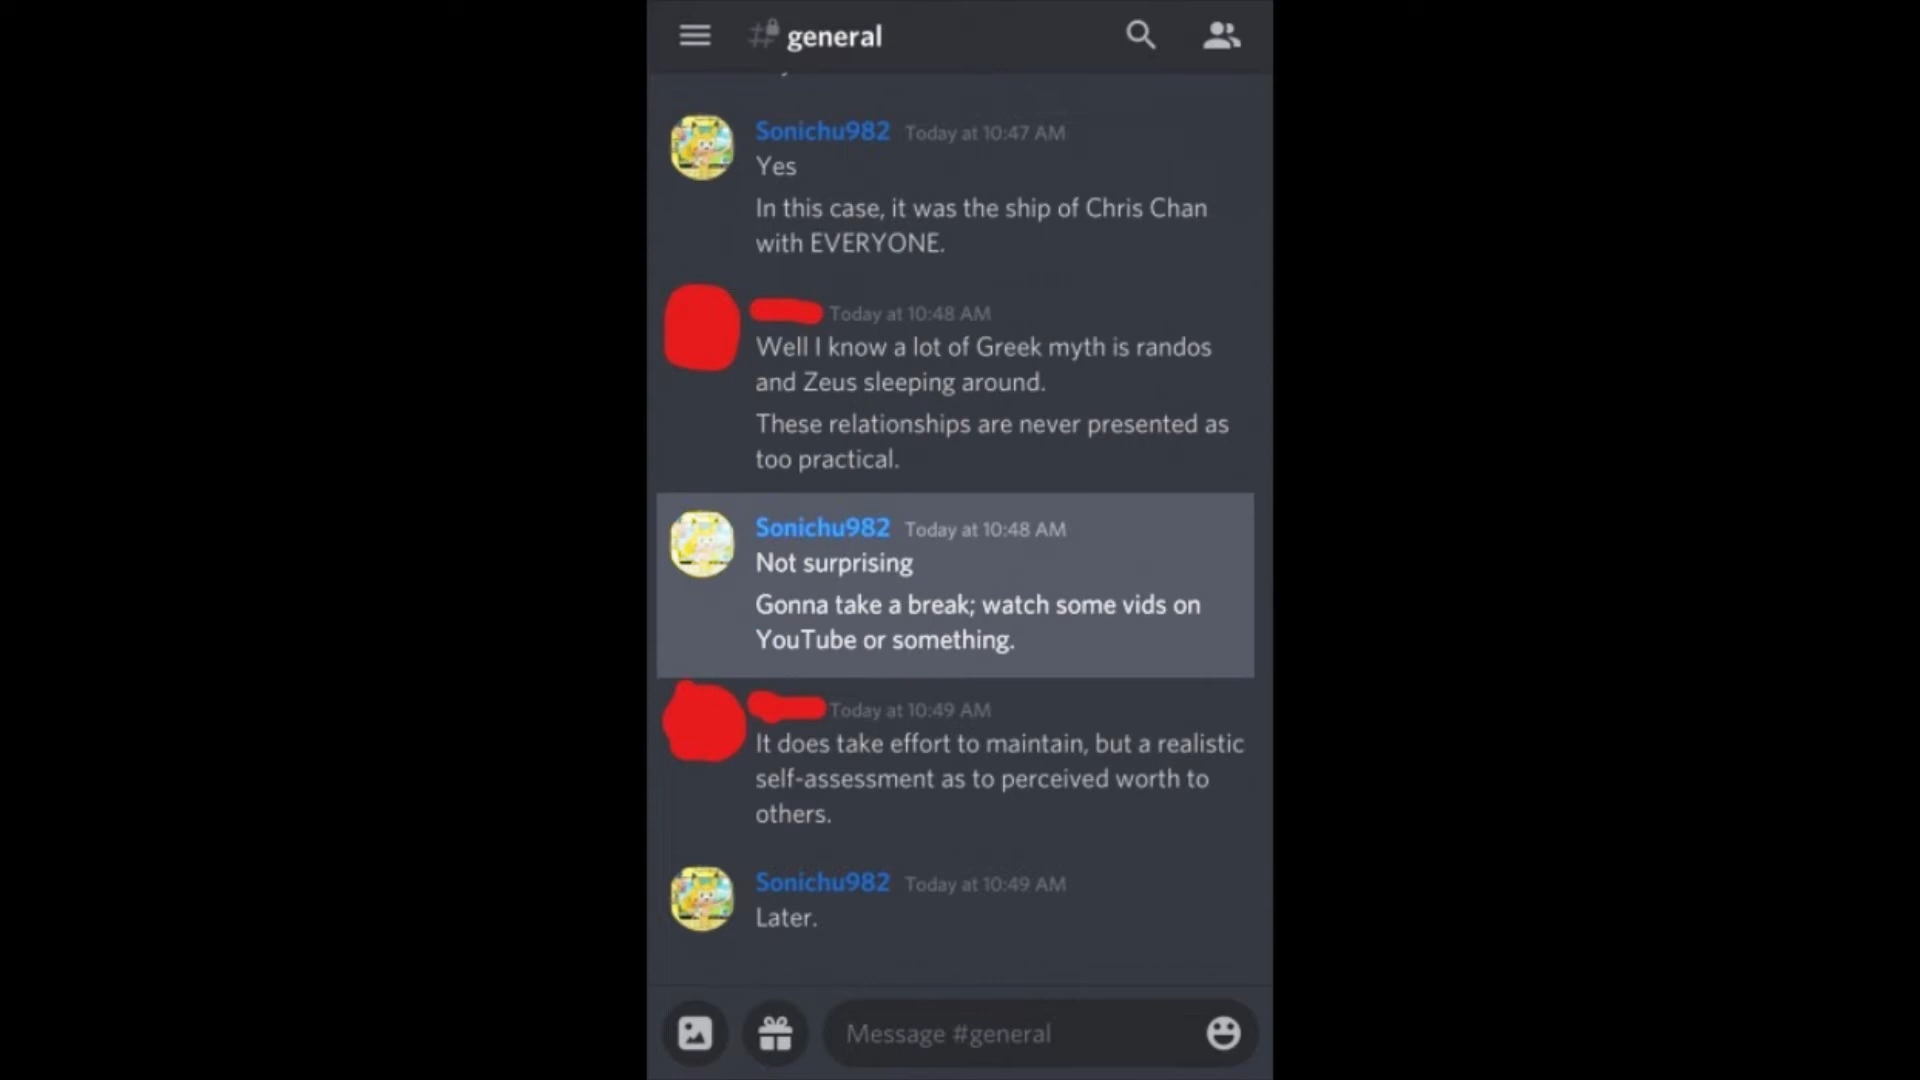 general
Sonichu982 Today at 10:47 AM
Yes
In this case, it was the ship of Chris Chan
with EVERYONE.
Today at 10:48 AM
Well I know a lot of Greek myth is randos
and Zeus sleeping around.
These relationships are never presented as
too practical.
Sonichu982 Today at 10:48 AM
Not surprising
Gonna take a break; watch some vids on
YouTube or something.
Today at 10:49 AM
It does take effort to maintain, but a realistic
self-assessment as to perceived worth to
others.
Sonichu982 Today at 10:49 AM
Later.
Message #general